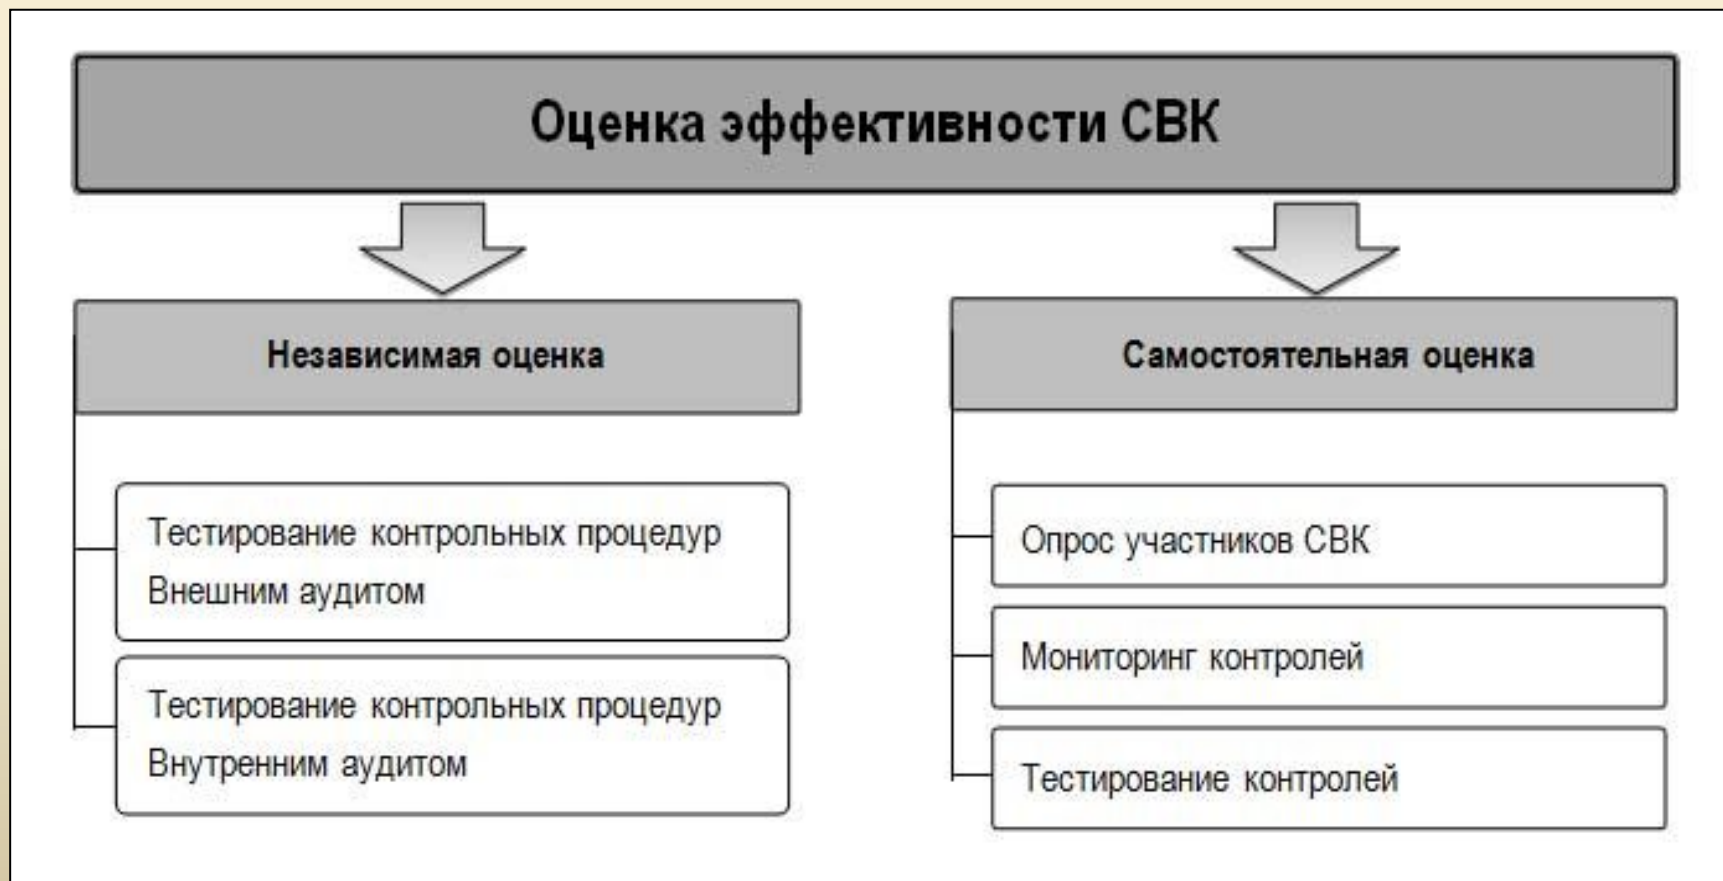 Оценка эффективности СВК
Независимая оценка
Тестирование контрольных процедур
Внешним аудитом
Тестирование контрольных процедур
Внутренним аудитом
Самостоятельная оценка
Опрос участников СВК
Мониторинг контролей
Тестирование контролей